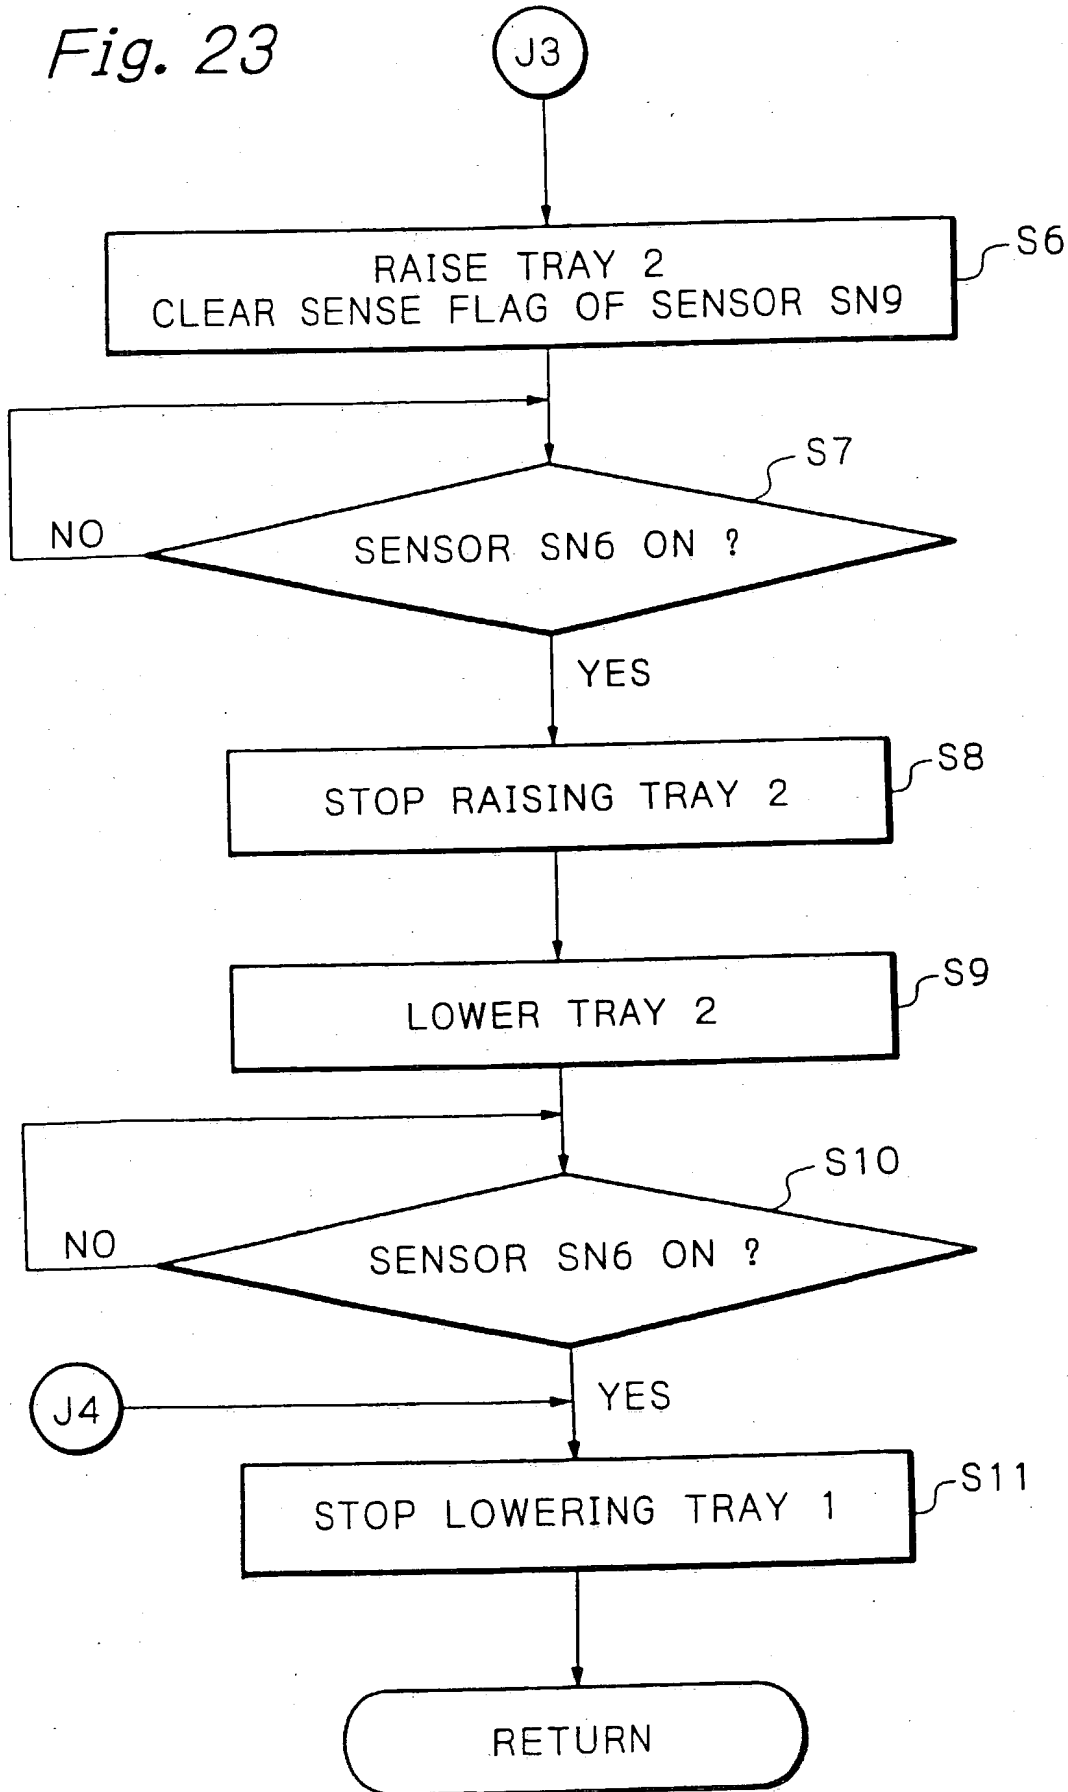 Fig. 23
J3
RAISE TRAY 2
CLEAR SENSE FLAG OF SENSOR SN9
S6
S7
NO
SENSOR SN6 ON ?
YES
STOP RAISING TRAY 2
S8
LOWER TRAY 2
S9
S10
NO
SENSOR SN6 ON ?
J4
YES
STOP LOWERING TRAY 1
S11
RETURN